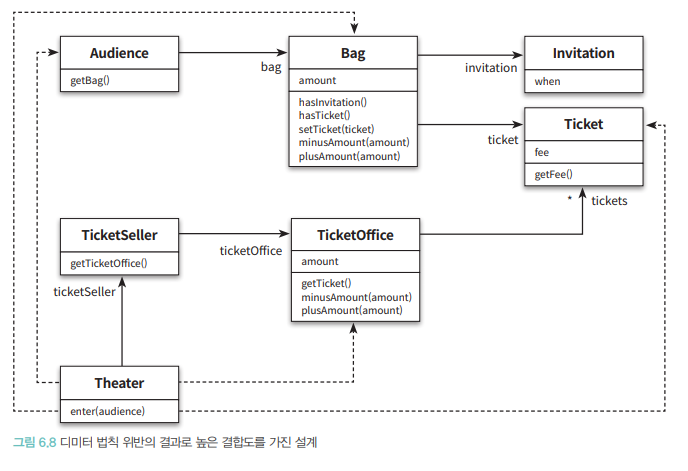 Audience
getBag()
bag
Bag
amount
hasInvitation()
hasTicket()
setTicket(ticket)
minusAmount(amount)
plusAmount(amount)
invitation
Invitation
when
ticket
Ticket
fee
getFee()
* tickets
TicketSeller
getTicketOffice()
ticketOffice
TicketOffice
amount
getTicket()
minusAmount(amount)
plusAmount(amount)
ticketSeller
Theater
enter(audience)
그림 6.8 디미터 법칙 위반의 결과로 높은 결합도를 가진 설계